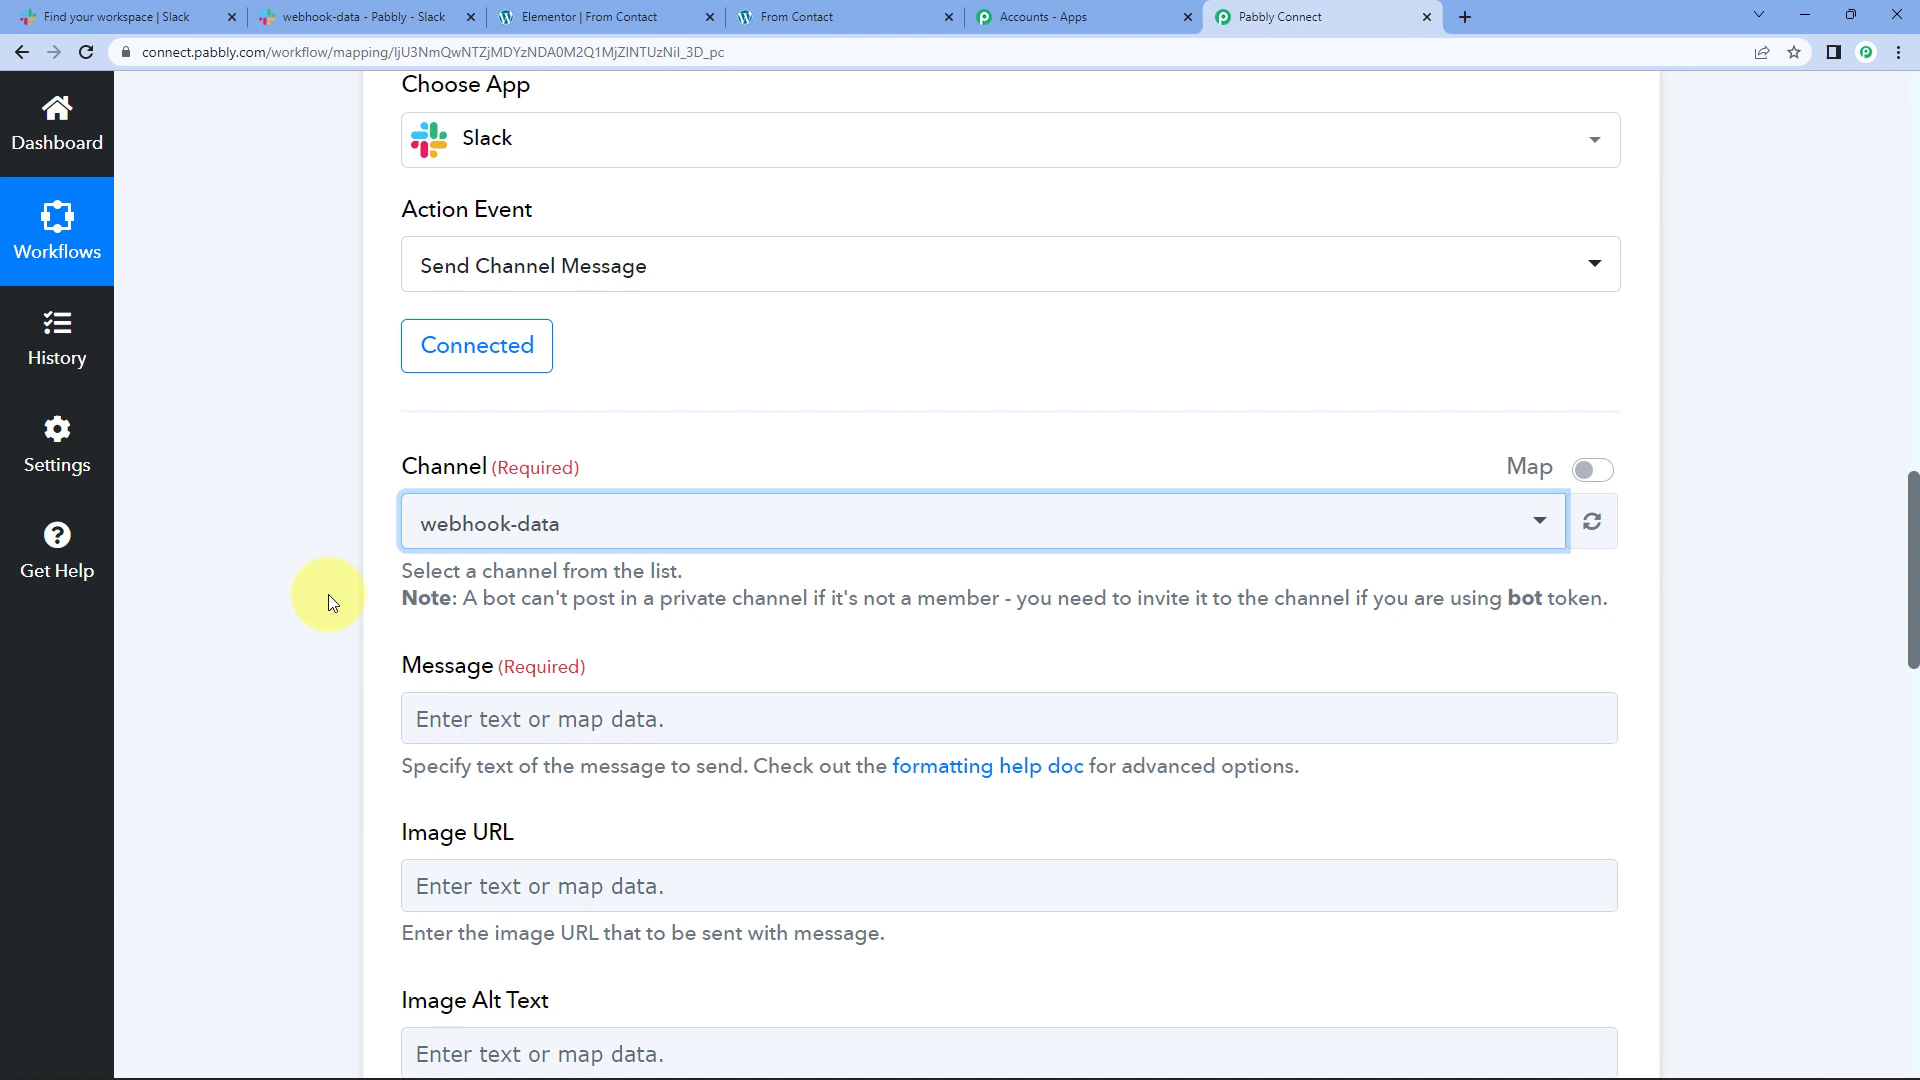 Find your workspace | Slack
webhook-data - Pabbly - Slack
Elementor | From Contact
From Contact
Accounts - Apps
Pabbly Connect
connect.pabbly.com/workflow/mapping/IjU3NmQwNTZjMDYzNDA0M2Q1MjZlNTUzNiI_3D_pc
Dashboard
Workflows
History
Settings
Get Help
Choose App
Slack
Action Event
Send Channel Message
Connected
Channel (Required)
Map
webhook-data
Select a channel from the list.
Note: A bot can't post in a private channel if it's not a member - you need to invite it to the channel if you are using bot token.
Message (Required)
Enter text or map data.
Specify text of the message to send. Check out the formatting help doc for advanced options.
Image URL
Enter text or map data.
Enter the image URL that to be sent with message.
Image Alt Text
Enter text or map data.